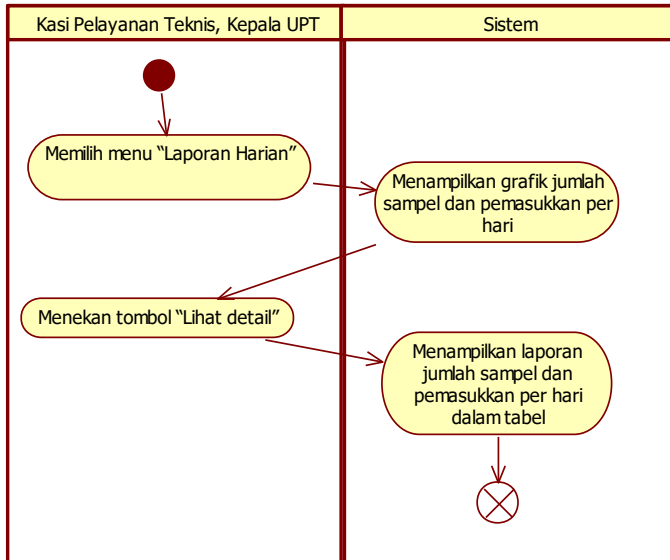 Kasi Pelayanan Teknis, Kepala UPT
Sistem
Memilih menu “Laporan Harian”
Menampilkan grafik jumlah
sampel dan pemasukkan per
hari
Menekan tombol “Lihat detail”
Menampilkan laporan
jumlah sampel dan
pemasukkan per hari
dalam tabel